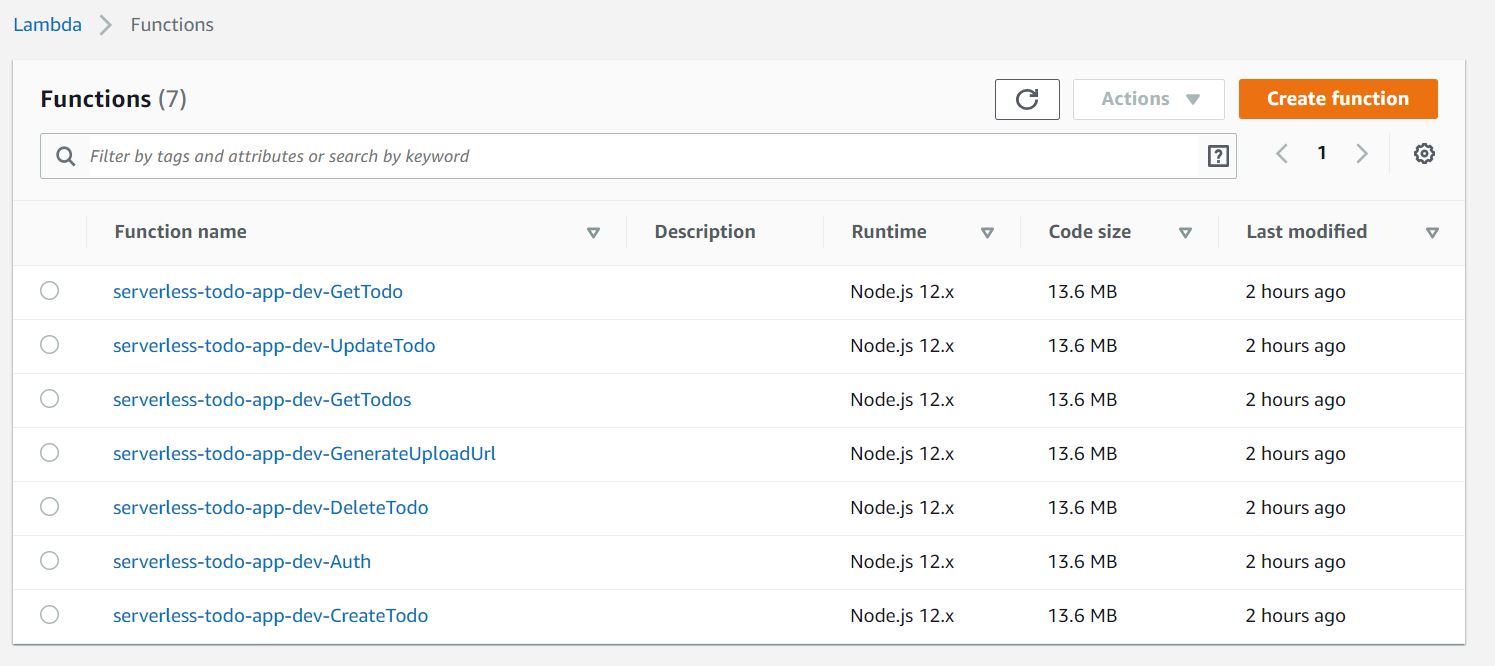 Lambda > Functions
Functions (7)
Actions
Create function
Filter by tags and attributes or search by keyword
1
Function name Description Runtime Code size Last modified
serverless-todo-app-dev-GetTodo Node.js 12.x 13.6 MB 2 hours ago
serverless-todo-app-dev-UpdateTodo Node.js 12.x 13.6 MB 2 hours ago
serverless-todo-app-dev-GetTodos Node.js 12.x 13.6 MB 2 hours ago
serverless-todo-app-dev-GenerateUploadUrl Node.js 12.x 13.6 MB 2 hours ago
serverless-todo-app-dev-DeleteTodo Node.js 12.x 13.6 MB 2 hours ago
serverless-todo-app-dev-Auth Node.js 12.x 13.6 MB 2 hours ago
serverless-todo-app-dev-CreateTodo Node.js 12.x 13.6 MB 2 hours ago